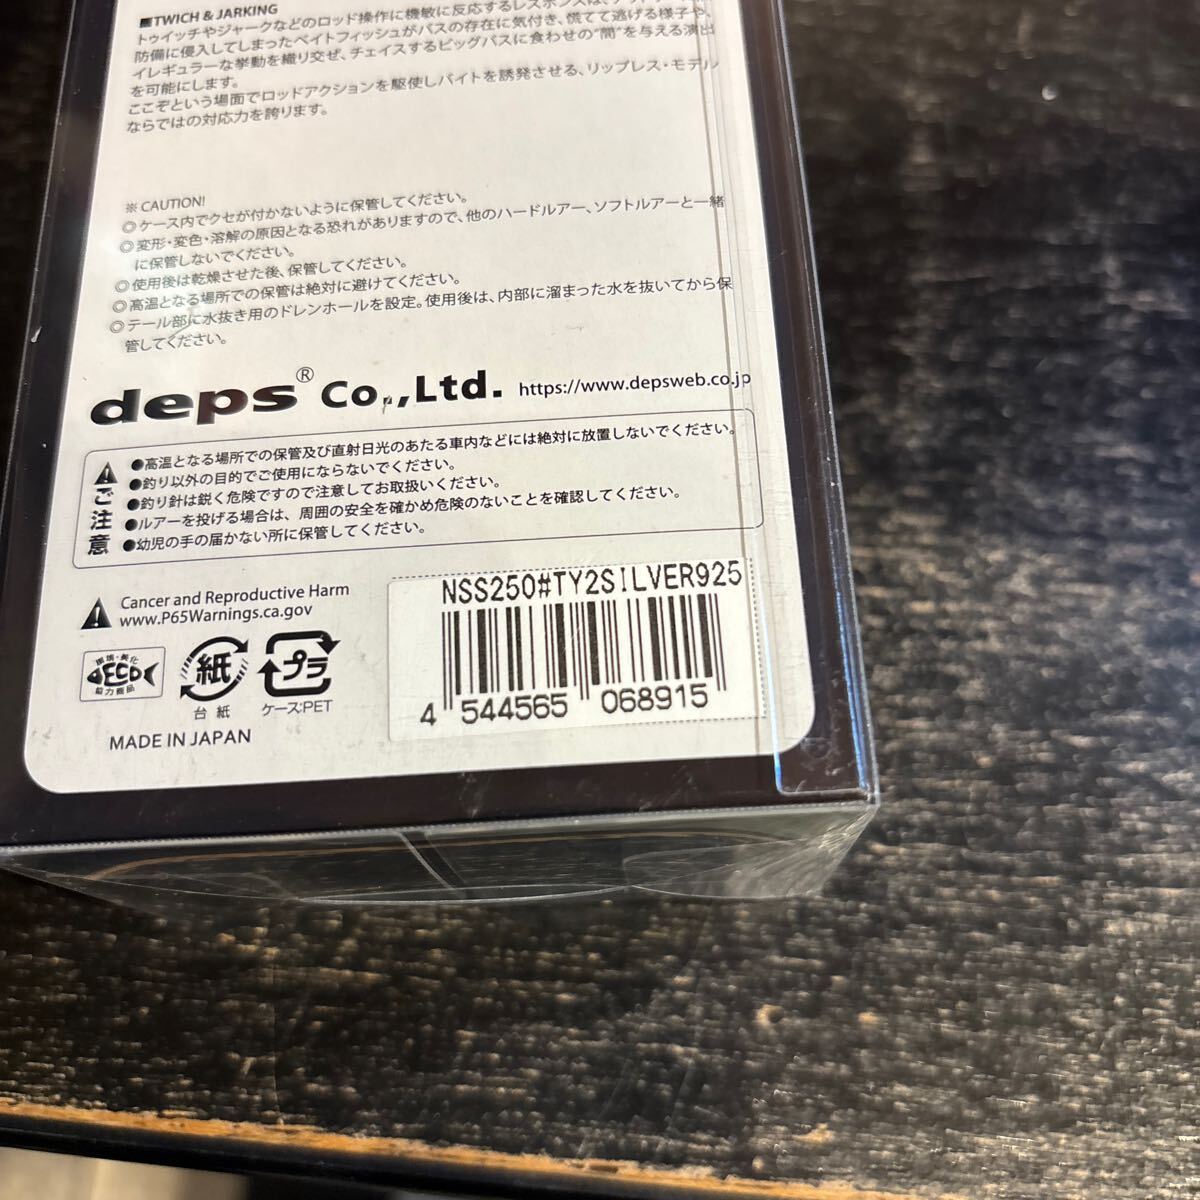 ■TWICH & JARKING
トゥイッチやジャークなどのロッド操作に機敏に反応するレスポンスは、
防備に侵入してしまったベイトフィッシュがバスの存在に気付き、慌てて逃げる様子や、
イレギュラーな挙動を織り交ぜ、チェイスするビッグバスに食わせの"間"を与える演出
を可能にします。
ここぞという場面でロッドアクションを駆使しバイトを誘発させる、リップレス・モデル
ならではの対応力を誇ります。
※ CAUTION!
◎ケース内でクセが付かないように保管してください。
◎変形・変色・溶解の原因となる恐れがありますので、他のハードルアー、ソフトルアーと一緒
に保管しないでください。
◎使用後は乾燥させた後、保管してください。
◎高温となる場所での保管は絶対に避けてください。
◎テール部に水抜き用のドレンホールを設定。使用後は、内部に溜まった水を抜いてから保
管してください。
deps® Co.,Ltd. https://www.depsweb.co.jp
ご注意
●高温となる場所での保管及び直射日光のあたる車内などには絶対に放置しないでください。
●釣り以外の目的でご使用にならないでください。
●釣り針は鋭く危険ですので注意してお取扱いください。
●ルアーを投げる場合は、周囲の安全を確かめ危険のないことを確認してください。
●幼児の手の届かない所に保管してください。
Cancer and Reproductive Harm
www.P65Warnings.ca.gov
環境・美化
ECO
協力商品
紙
台紙
プラ
ケース:PET
MADE IN JAPAN
NSS250#TY2SILVER925
4 544565 068915